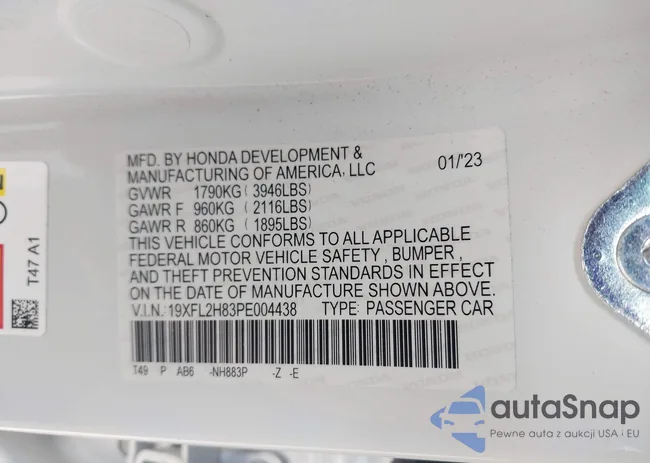 MFD. BY HONDA DEVELOPMENT &
MANUFACTURING OF AMERICA, LLC 01/'23
GVWR 1790KG (3946LBS)
GAWR F 960KG (2116LBS)
GAWR R 860KG (1895LBS)
THIS VEHICLE CONFORMS TO ALL APPLICABLE
FEDERAL MOTOR VEHICLE SAFETY , BUMPER ,
AND THEFT PREVENTION STANDARDS IN EFFECT
ON THE DATE OF MANUFACTURE SHOWN ABOVE.
V.I.N.: 19XFL2H83PE004438 TYPE: PASSENGER CAR
T49 P AB6 -NH883P -Z -E
T47 A1
autoSnap
Pewne auta z aukcji USA i EU